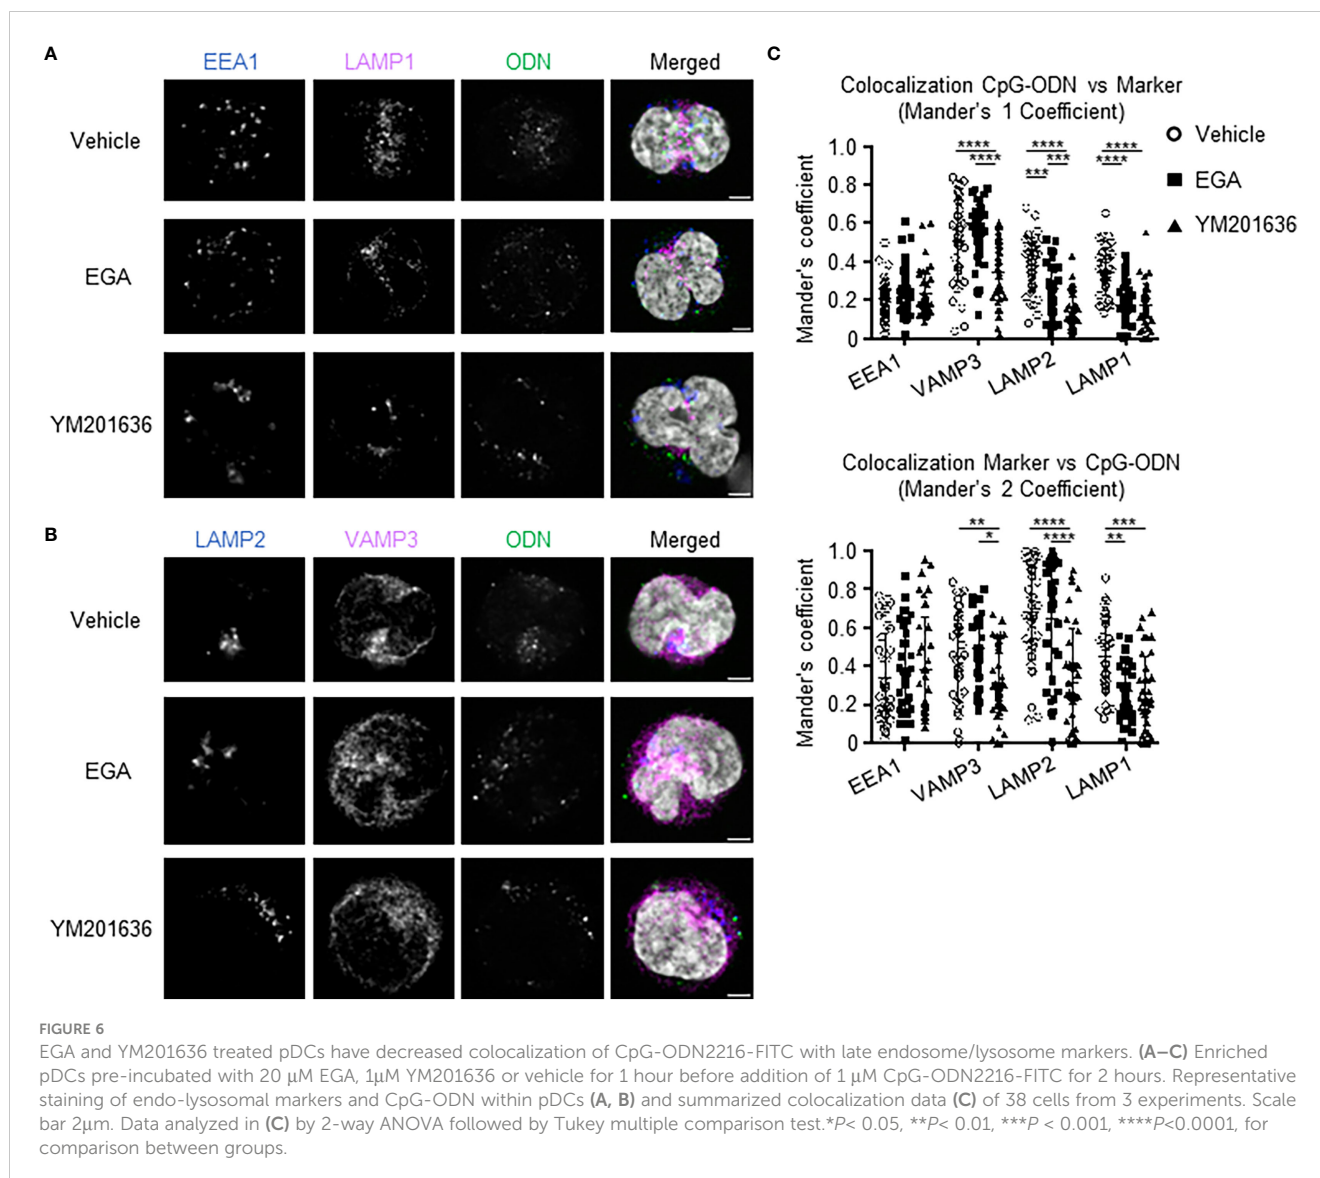 A
EEA1 LAMP1 ODN Merged
Vehicle
EGA
YM201636
B
LAMP2 VAMP3 ODN Merged
Vehicle
EGA
YM201636
C
Colocalization CpG-ODN vs Marker
(Mander's 1 Coefficient)
Vehicle
EGA
YM201636
Mander's coefficient
1.0
0.8
0.6
0.4
0.2
0
**** **** ****
**** *** ****
***
EEA1 VAMP3 LAMP2 LAMP1
Colocalization Marker vs CpG-ODN
(Mander's 2 Coefficient)
Mander's coefficient
1.0
0.8
0.6
0.4
0.2
0
** **** ***
* **** **
EEA1 VAMP3 LAMP2 LAMP1
FIGURE 6
EGA and YM201636 treated pDCs have decreased colocalization of CpG-ODN2216-FITC with late endosome/lysosome markers. (A–C) Enriched
pDCs pre-incubated with 20 μM EGA, 1μM YM201636 or vehicle for 1 hour before addition of 1 μM CpG-ODN2216-FITC for 2 hours. Representative
staining of endo-lysosomal markers and CpG-ODN within pDCs (A, B) and summarized colocalization data (C) of 38 cells from 3 experiments. Scale
bar 2μm. Data analyzed in (C) by 2-way ANOVA followed by Tukey multiple comparison test.*P< 0.05, **P< 0.01, ***P < 0.001, ****P<0.0001, for
comparison between groups.